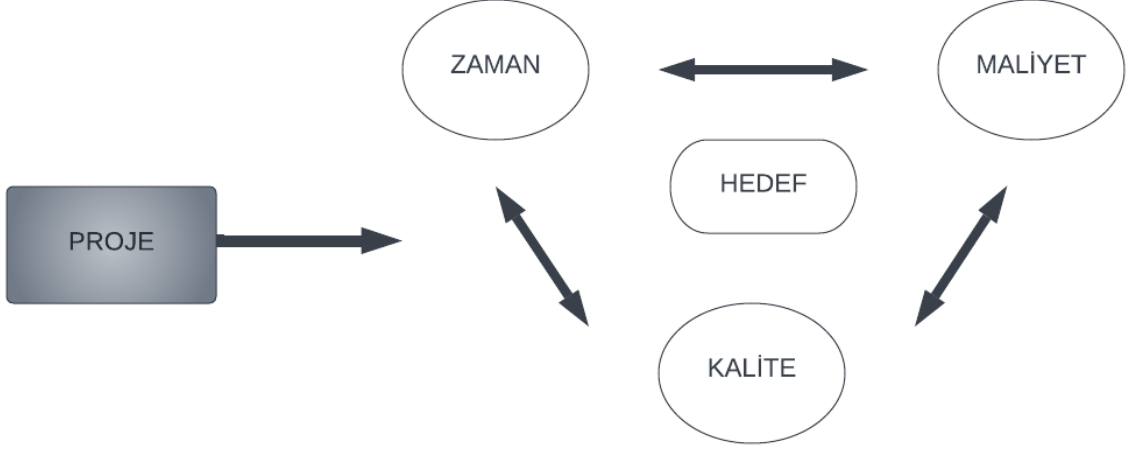 ZAMAN
MALİYET
HEDEF
PROJE
KALİTE